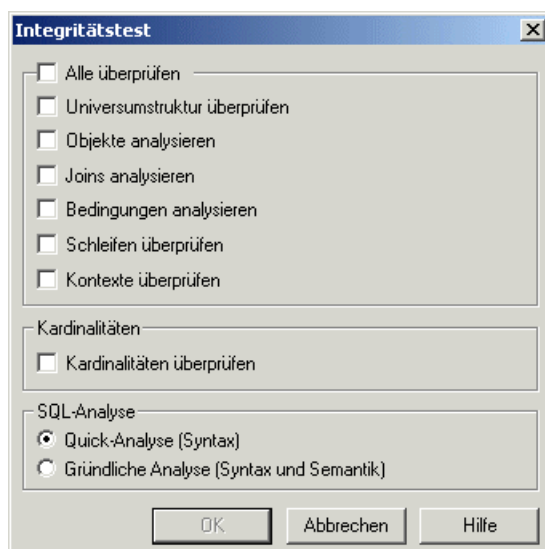 Integritätstest
Alle überprüfen
Universumstruktur überprüfen
Objekte analysieren
Joins analysieren
Bedingungen analysieren
Schleifen überprüfen
Kontexte überprüfen
Kardinalitäten
Kardinalitäten überprüfen
SQL-Analyse
Quick-Analyse (Syntax)
Gründliche Analyse (Syntax und Semantik)
OK Abbrechen Hilfe